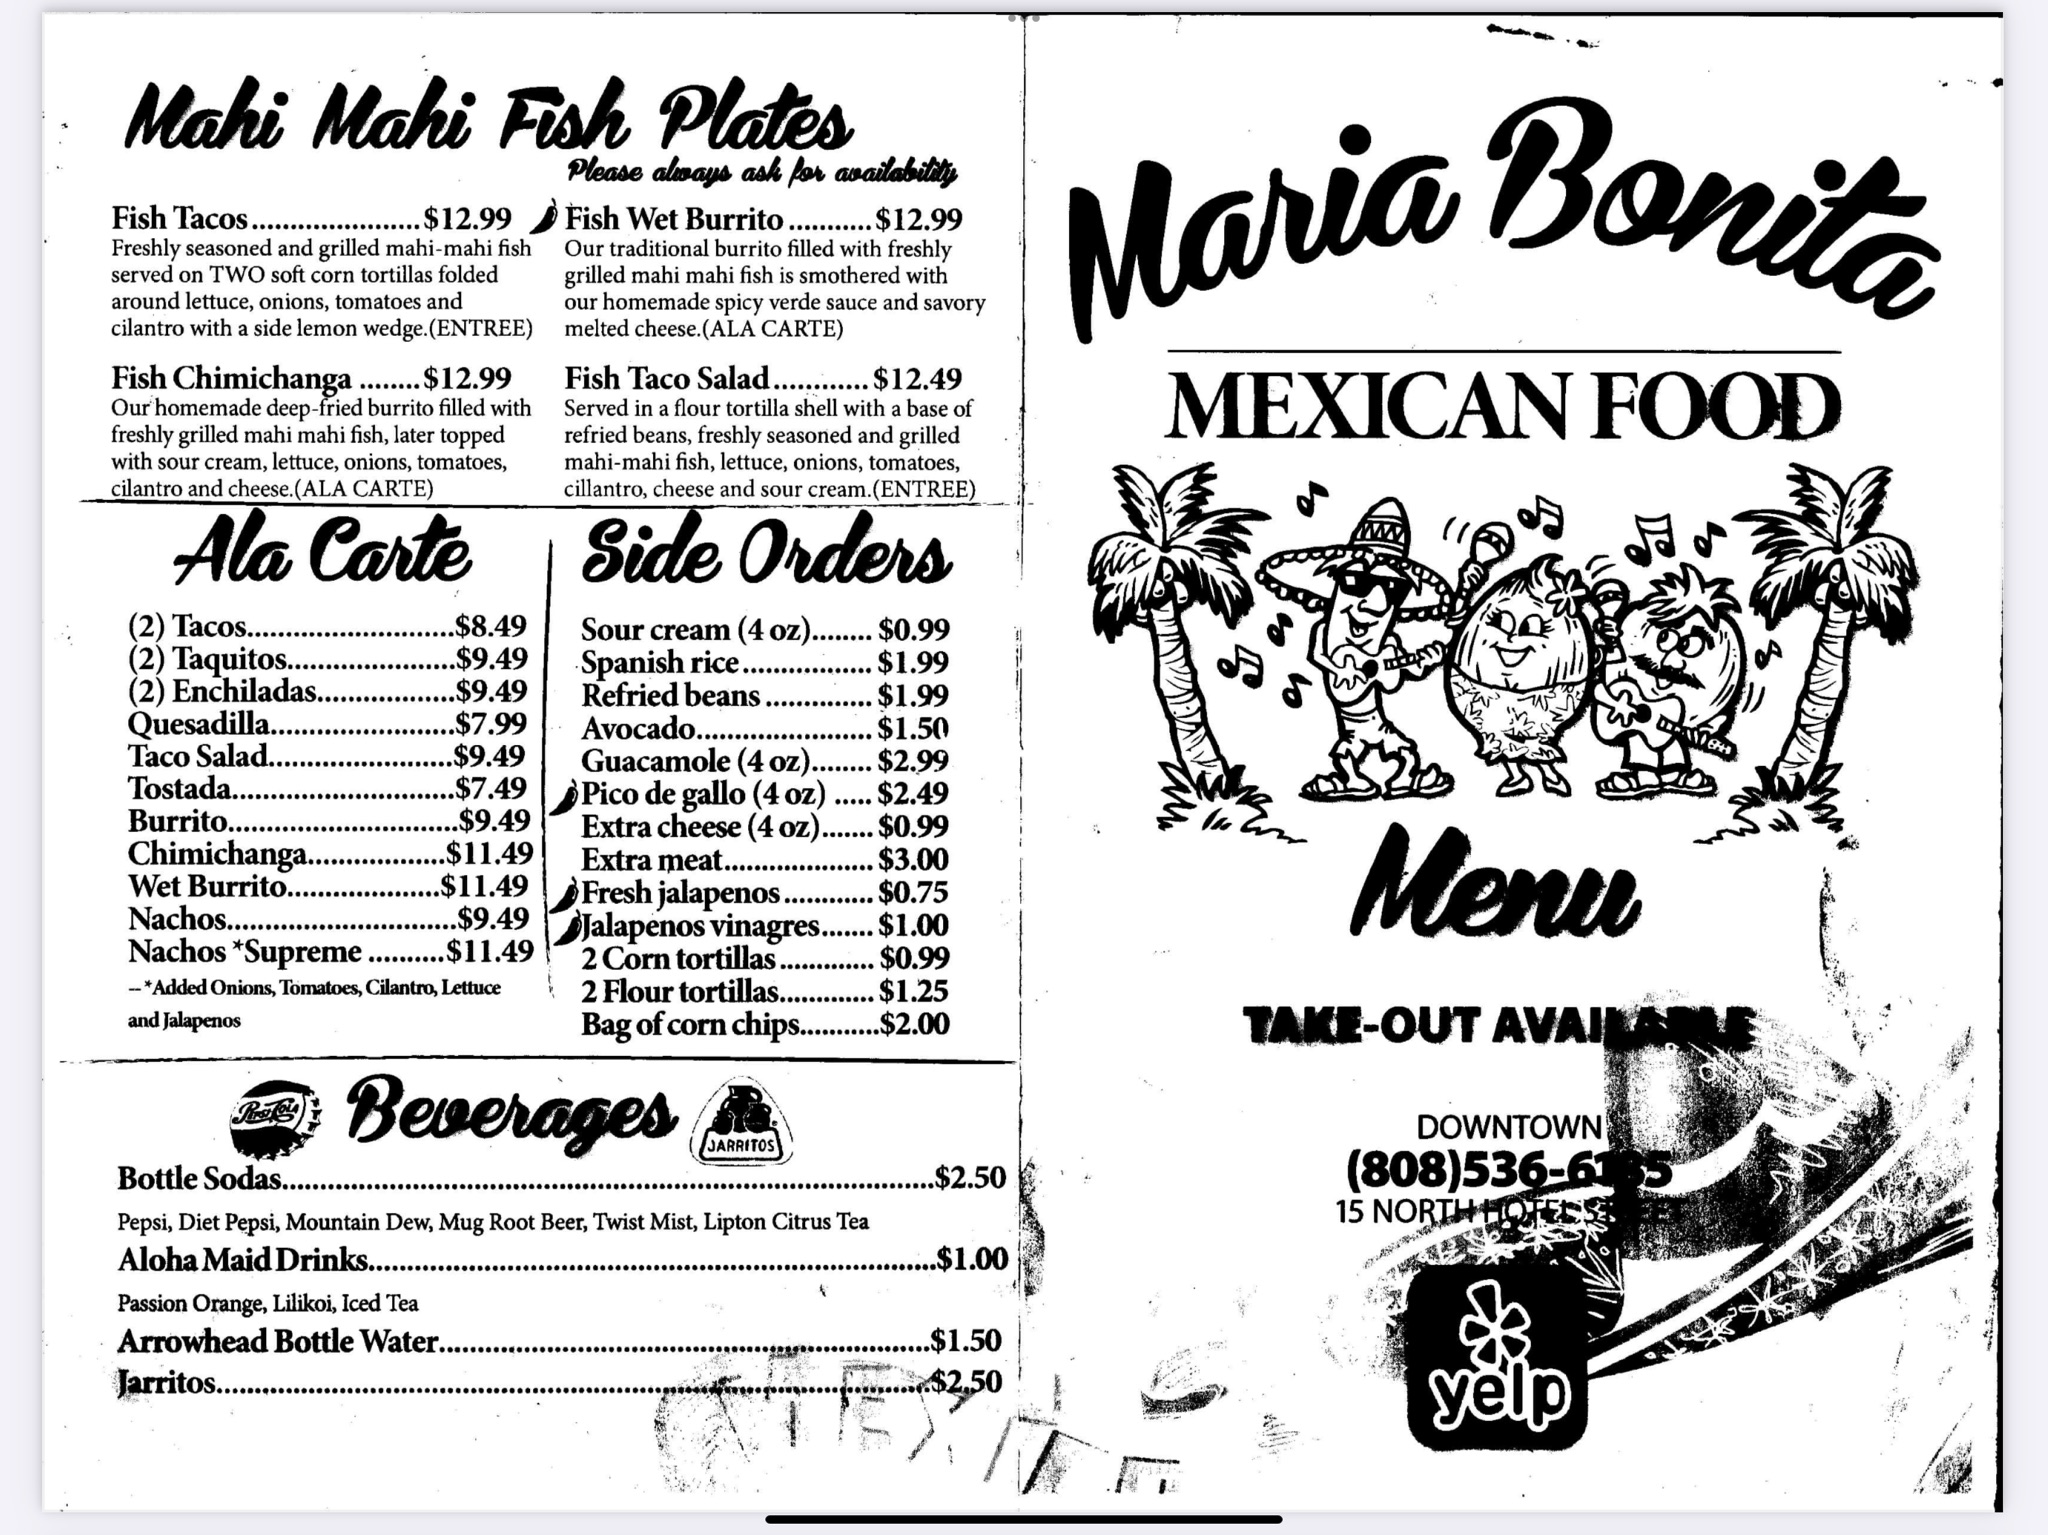 Mahi Mahi Fish Plates
Please always ask for availability
Fish Tacos ........................ $12.99
Freshly seasoned and grilled mahi-mahi fish
served on TWO soft corn tortillas folded
around lettuce, onions, tomatoes and
cilantro with a side lemon wedge.(ENTREE)
Fish Chimichanga ........ $12.99
Our homemade deep-fried burrito filled with
freshly grilled mahi mahi fish, later topped
with sour cream, lettuce, onions, tomatoes,
cilantro and cheese.(ALA CARTE)
Fish Wet Burrito ........... $12.99
Our traditional burrito filled with freshly
grilled mahi mahi fish is smothered with
our homemade spicy verde sauce and savory
melted cheese.(ALA CARTE)
Fish Taco Salad............ $12.49
Served in a flour tortilla shell with a base of
refried beans, freshly seasoned and grilled
mahi-mahi fish, lettuce, onions, tomatoes,
cillantro, cheese and sour cream.(ENTREE)
Ala Carte
(2) Tacos...........................$8.49
(2) Taquitos......................$9.49
(2) Enchiladas..................$9.49
Quesadilla........................$7.99
Taco Salad........................$9.49
Tostada.............................$7.49
Burrito..............................$9.49
Chimichanga..................$11.49
Wet Burrito....................$11.49
Nachos..............................$9.49
Nachos *Supreme ..........$11.49
-- *Added Onions, Tomatoes, Cilantro, Lettuce
and Jalapenos
Side Orders
Sour cream (4 oz)........ $0.99
Spanish rice ................. $1.99
Refried beans .............. $1.99
Avocado....................... $1.50
Guacamole (4 oz)........ $2.99
Pico de gallo (4 oz) ..... $2.49
Extra cheese (4 oz)....... $0.99
Extra meat.................... $3.00
Fresh jalapenos ............ $0.75
Jalapenos vinagres....... $1.00
2 Corn tortillas ............. $0.99
2 Flour tortillas............. $1.25
Bag of corn chips...........$2.00
PEPSI-COLA
Beverages
JARRITOS
Bottle Sodas....................................................................................$2.50
Pepsi, Diet Pepsi, Mountain Dew, Mug Root Beer, Twist Mist, Lipton Citrus Tea
Aloha Maid Drinks.........................................................................$1.00
Passion Orange, Lilikoi, Iced Tea
Arrowhead Bottle Water...............................................................$1.50
Jarritos............................................................................................$2.50
Maria Bonita
MEXICAN FOOD
Menu
TAKE-OUT AVAILABLE
DOWNTOWN
(808)536-
15 NORTH HOTEL STREET
yelp